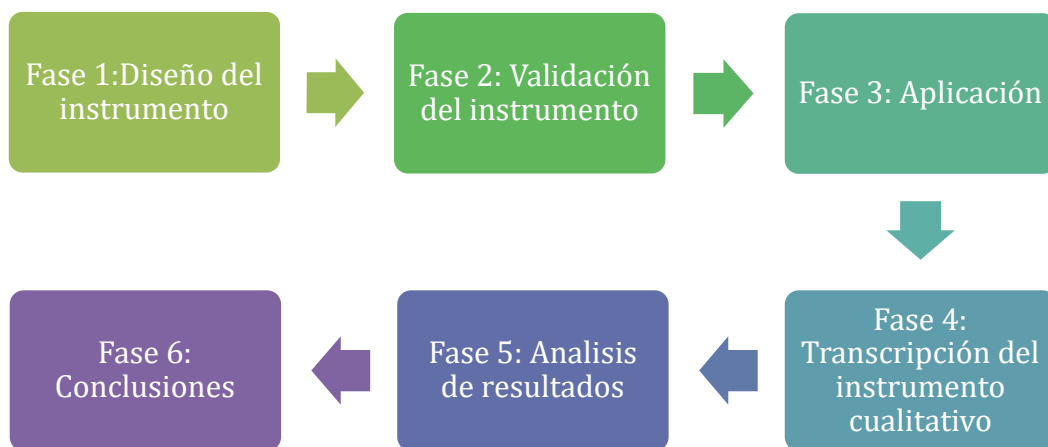 Fase 1:Diseño del
instrumento
Fase 2: Validación
del instrumento
Fase 3: Aplicación
Fase 4:
Transcripción del
instrumento
cualitativo
Fase 5: Analisis
de resultados
Fase 6:
Conclusiones